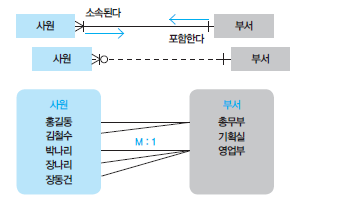 소속된다
사원 부서
포함한다
사원 부서
사원 부서
홍길동 총무부
김철수 기획실
박나리 M : 1 영업부
장나리
장동건